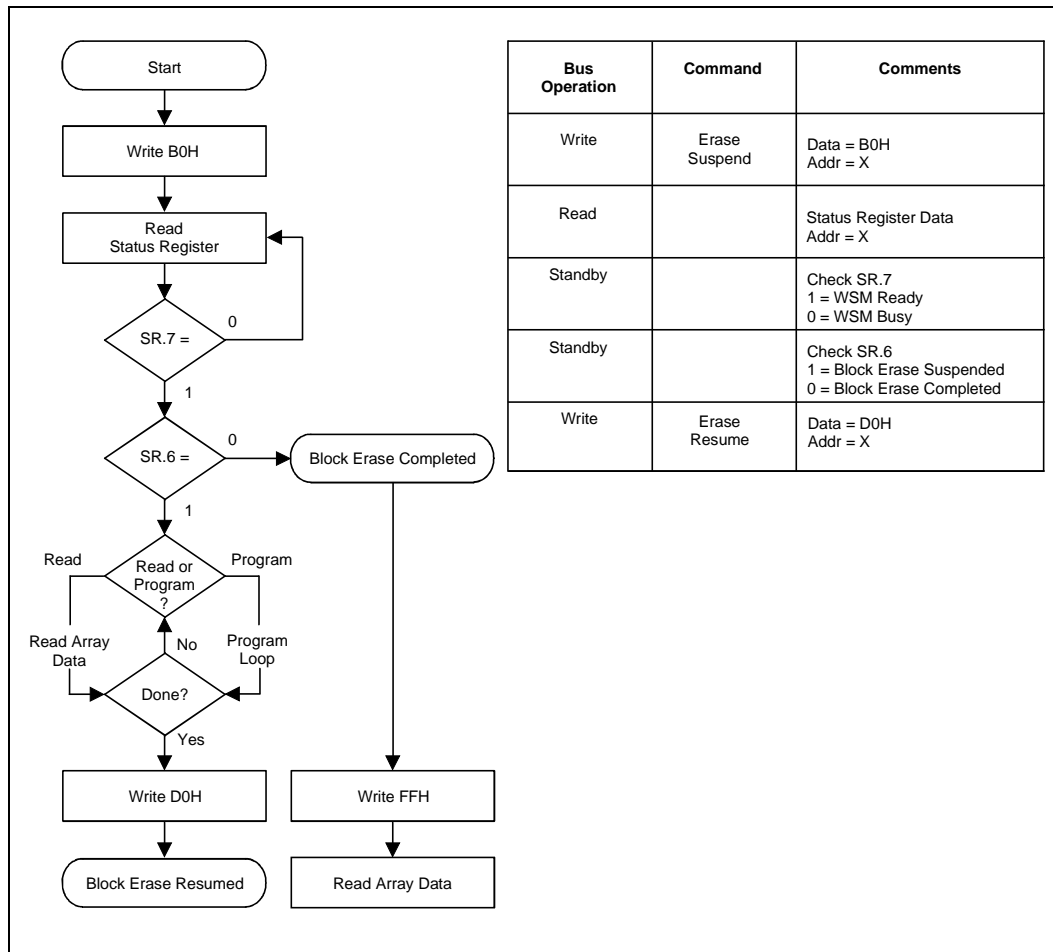 Start
Write B0H
Read
Status Register
SR.7 =
0
1
SR.6 =
0
Block Erase Completed
1
Read
Read or
Program
?
Program
Read Array
Data
No
Program
Loop
Done?
Yes
Write D0H
Write FFH
Block Erase Resumed
Read Array Data
Bus
Operation
Command
Comments
Write
Erase
Suspend
Data = B0H
Addr = X
Read
Status Register Data
Addr = X
Standby
Check SR.7
1 = WSM Ready
0 = WSM Busy
Standby
Check SR.6
1 = Block Erase Suspended
0 = Block Erase Completed
Write
Erase
Resume
Data = D0H
Addr = X